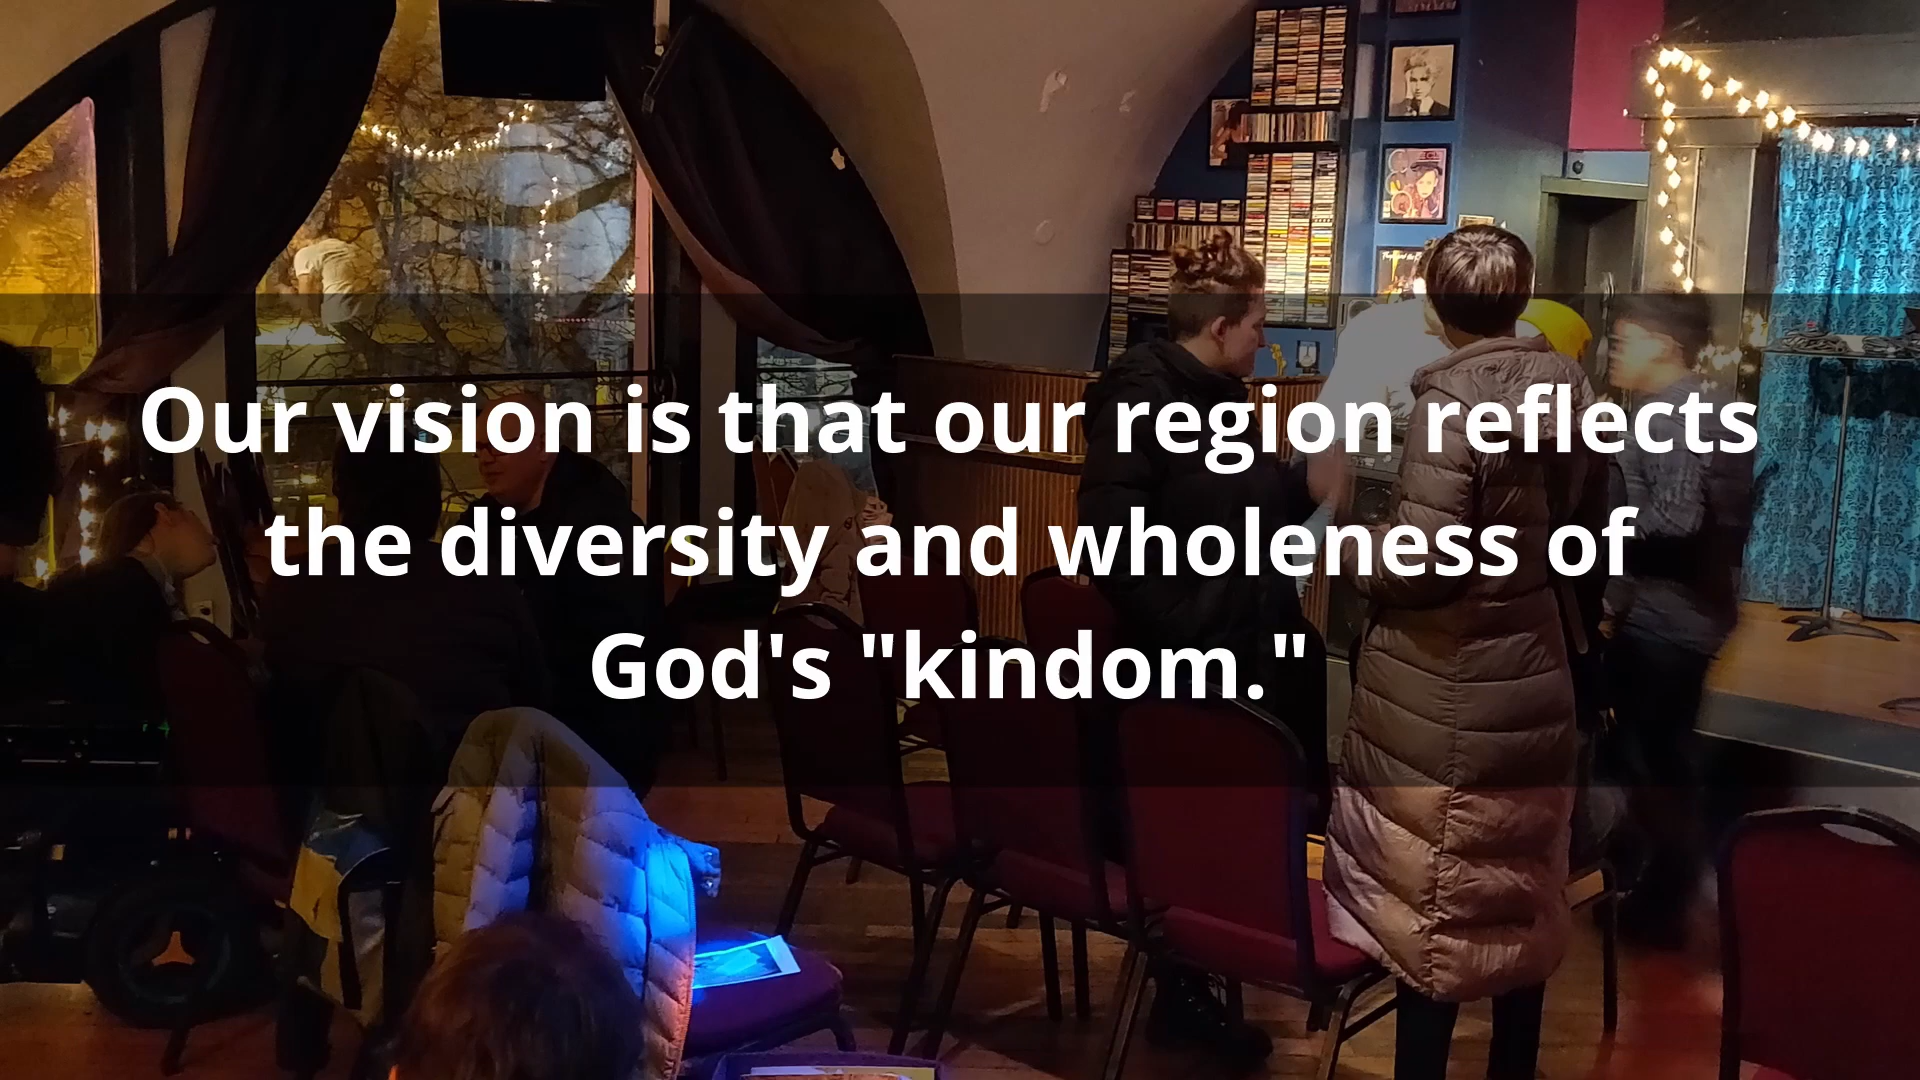 Our vision is that our region reflects
the diversity and wholeness of
God's "kindom."